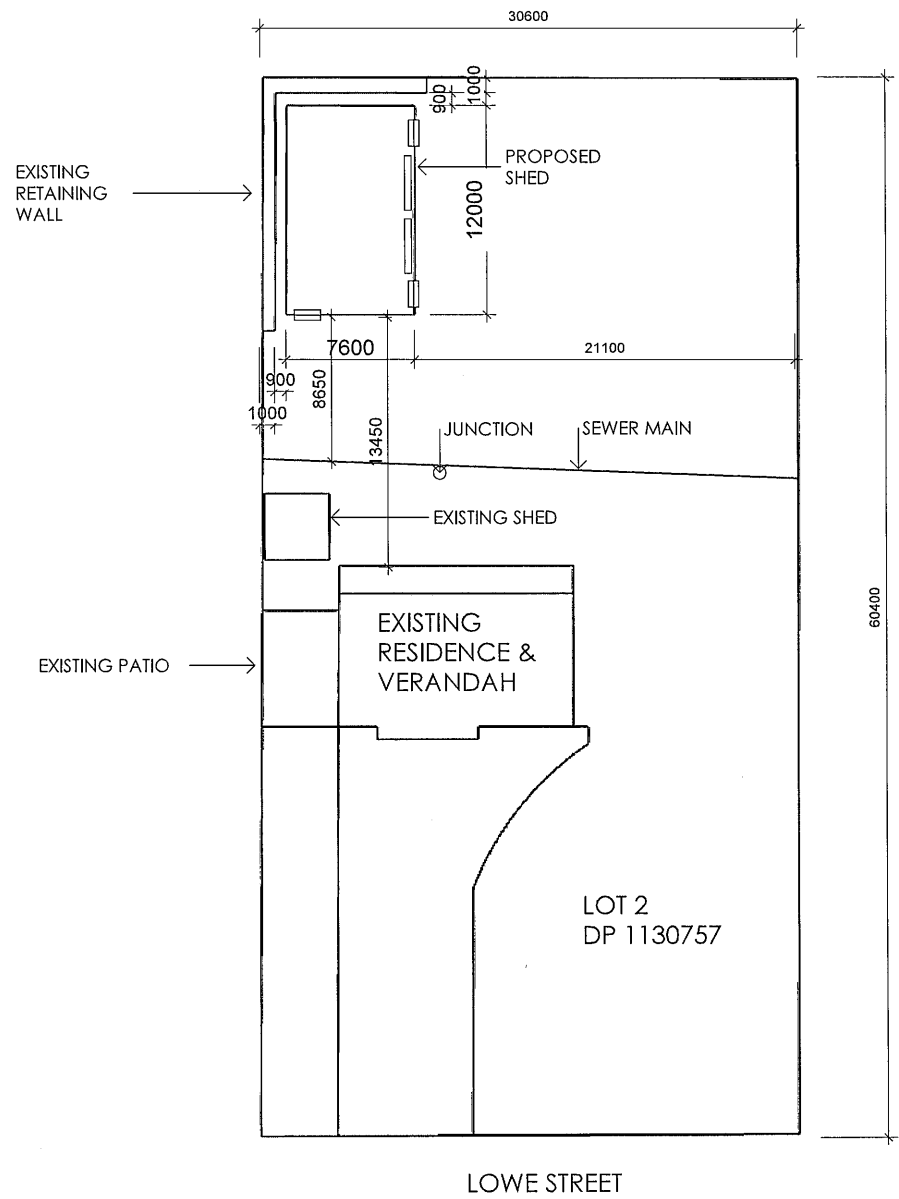 30600
900
1000
PROPOSED
SHED
12000
EXISTING
RETAINING
WALL
7600
21100
900
8650
1000
13450
JUNCTION
SEWER MAIN
EXISTING SHED
60400
EXISTING
RESIDENCE &
VERANDAH
EXISTING PATIO
LOT 2
DP 1130757
LOWE STREET